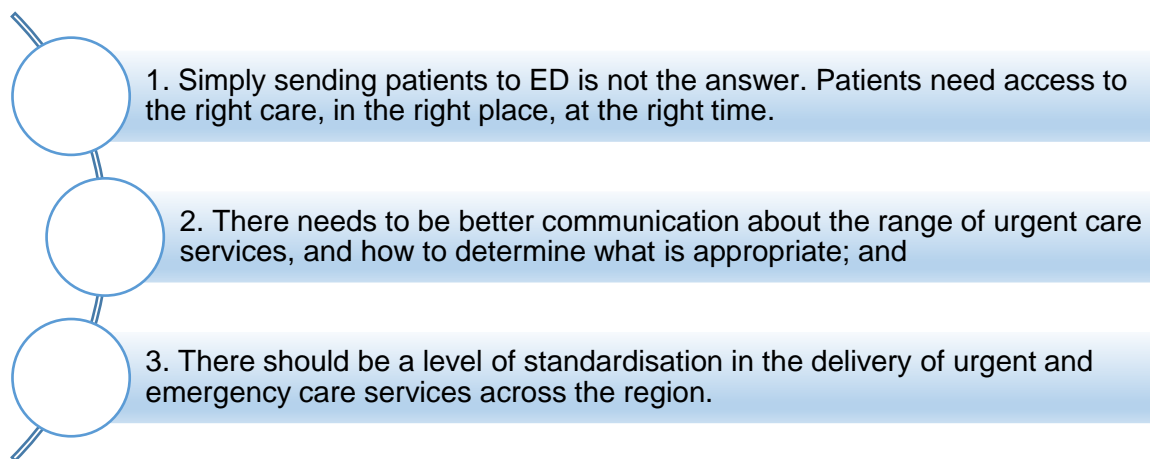 1. Simply sending patients to ED is not the answer. Patients need access to
the right care, in the right place, at the right time.
2. There needs to be better communication about the range of urgent care
services, and how to determine what is appropriate; and
3. There should be a level of standardisation in the delivery of urgent and
emergency care services across the region.